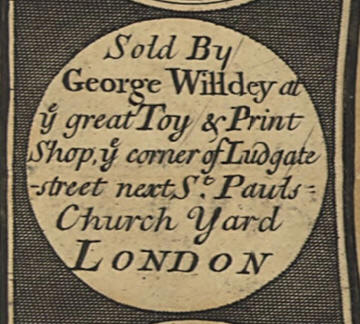 Sold By
George Willdey at
yͤ great Toy & Print
Shop, yͤ corner of Ludgate
-street next Sᵗ. Pauls=
Church Yard
LONDON